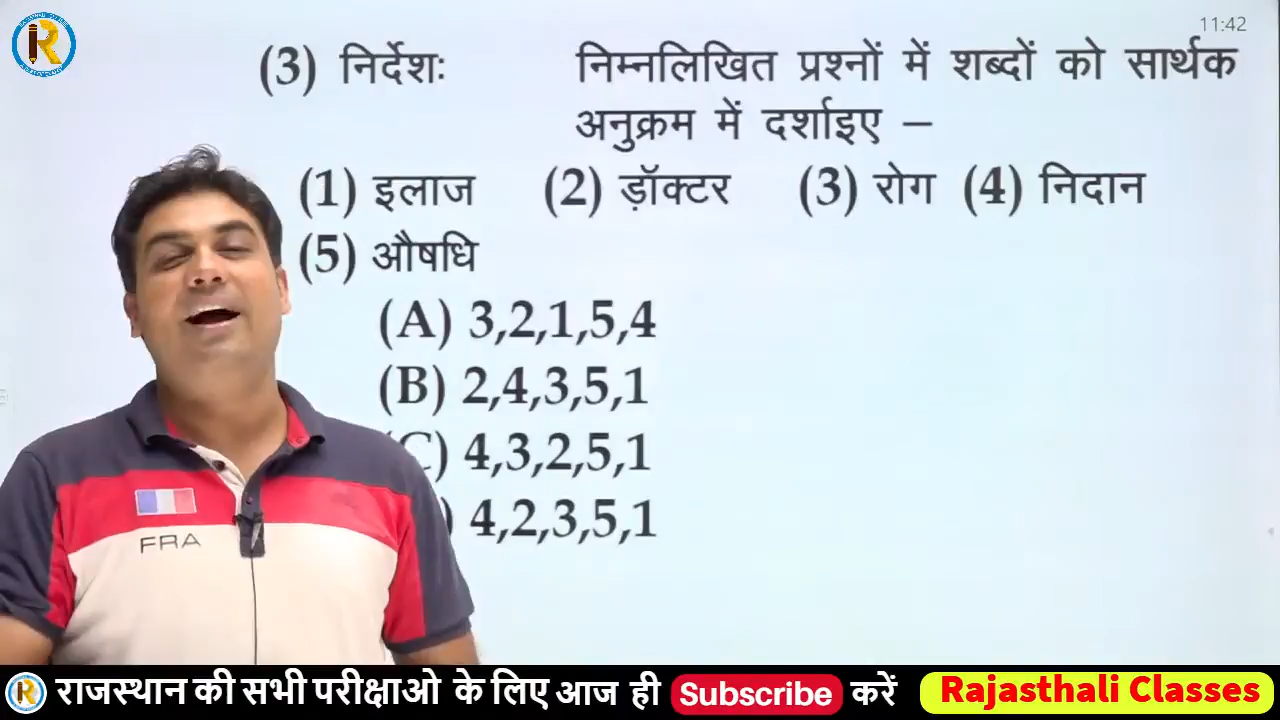 11:42
(3) निर्देशः निम्नलिखित प्रश्नों में शब्दों को सार्थक
अनुक्रम में दर्शाइए –
(1) इलाज (2) ड़ॉक्टर (3) रोग (4) निदान
(5) औषधि
(A) 3,2,1,5,4
(B) 2,4,3,5,1
C) 4,3,2,5,1
) 4,2,3,5,1
FRA
राजस्थान की सभी परीक्षाओ के लिए आज ही Subscribe करें Rajasthali Classes